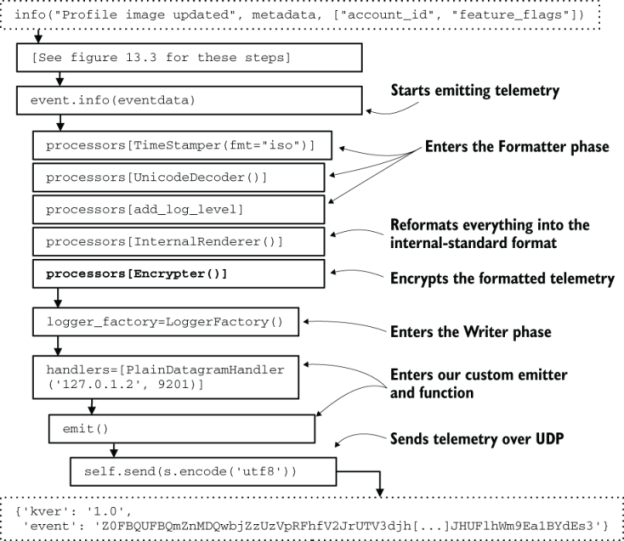 info("Profile image updated", metadata, ["account_id", "feature_flags"])
[See figure 13.3 for these steps]
event.info(eventdata)
Starts emitting telemetry
processors[TimeStamper(fmt="iso")]
Enters the Formatter phase
processors[UnicodeDecoder()]
processors[add_log_level]
processors[InternalRenderer()]
Reformats everything into the
internal-standard format
processors[Encrypter()]
Encrypts the formatted telemetry
logger_factory=LoggerFactory()
Enters the Writer phase
handlers=[PlainDatagramHandler
('127.0.1.2', 9201)]
Enters our custom emitter
and function
emit()
Sends telemetry over UDP
self.send(s.encode('utf8'))
{'kver': '1.0',
'event': 'Z0FBQUFBQmZnMDQwbjZzUzVpRFhfV2JrUTV3djh[...]JHUFlhWm9Ea1BYdEs3'}